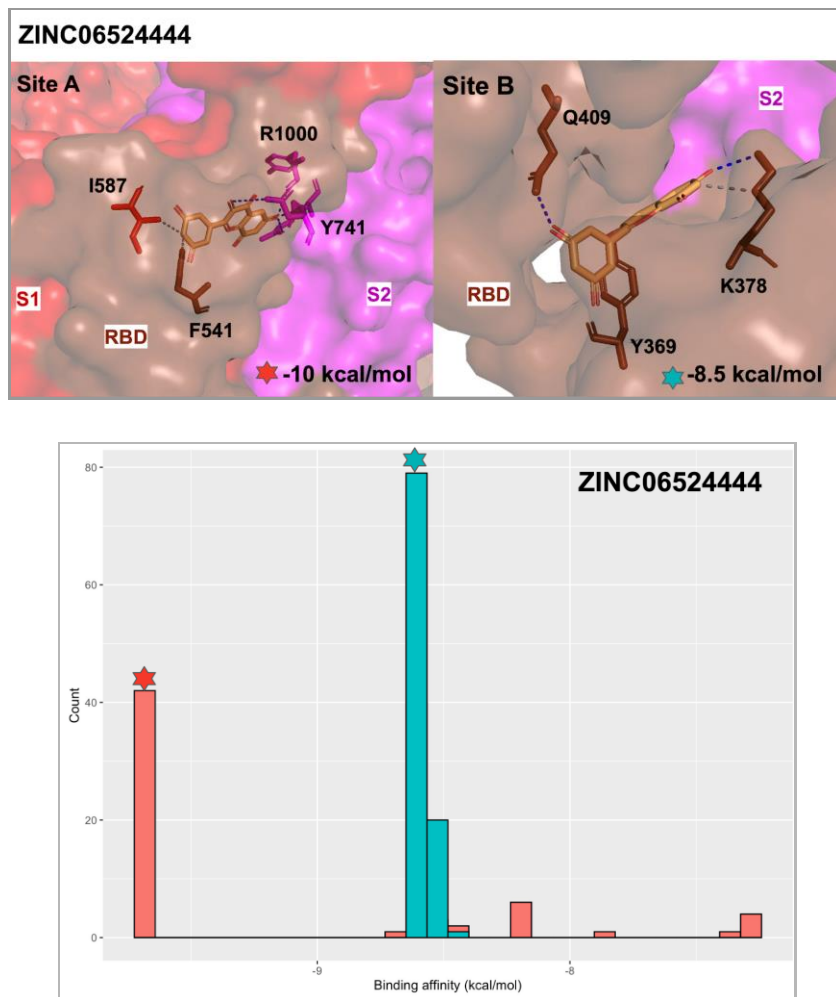 ZINC06524444
Site A
R1000
I587
Y741
S1
S2
RBD
F541
-10 kcal/mol
Site B
S2
Q409
RBD
K378
Y369
-8.5 kcal/mol
ZINC06524444
80
60
40
20
0
Count
-9
-8
Binding affinity (kcal/mol)